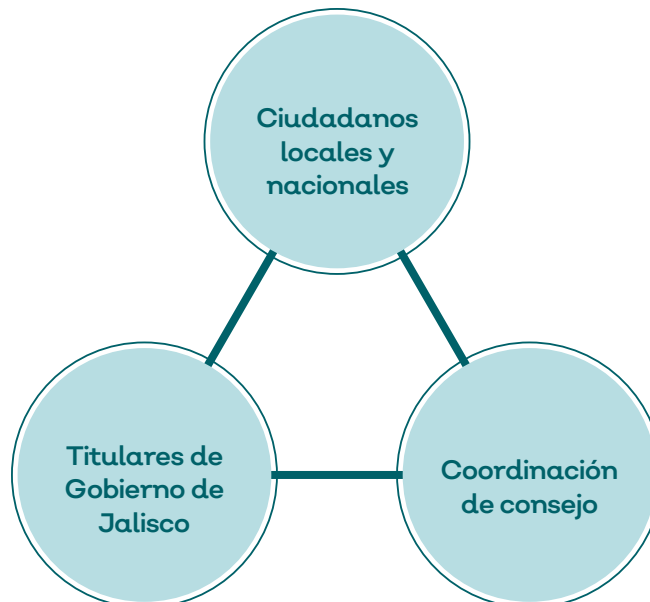 Ciudadanos
locales y
nacionales
Titulares de
Gobierno de
Jalisco
Coordinación
de consejo